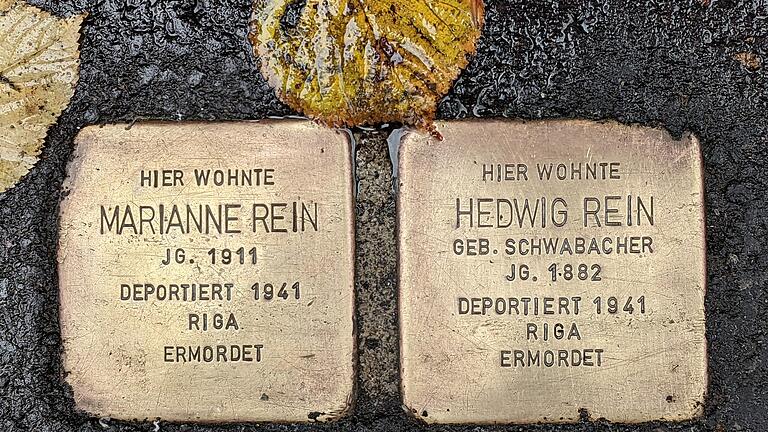 HIER WOHNTE
MARIANNE REIN
JG. 1911
DEPORTIERT 1941
RIGA
ERMORDET
HIER WOHNTE
HEDWIG REIN
GEB. SCHWABACHER
JG. 1882
DEPORTIERT 1941
RIGA
ERMORDET